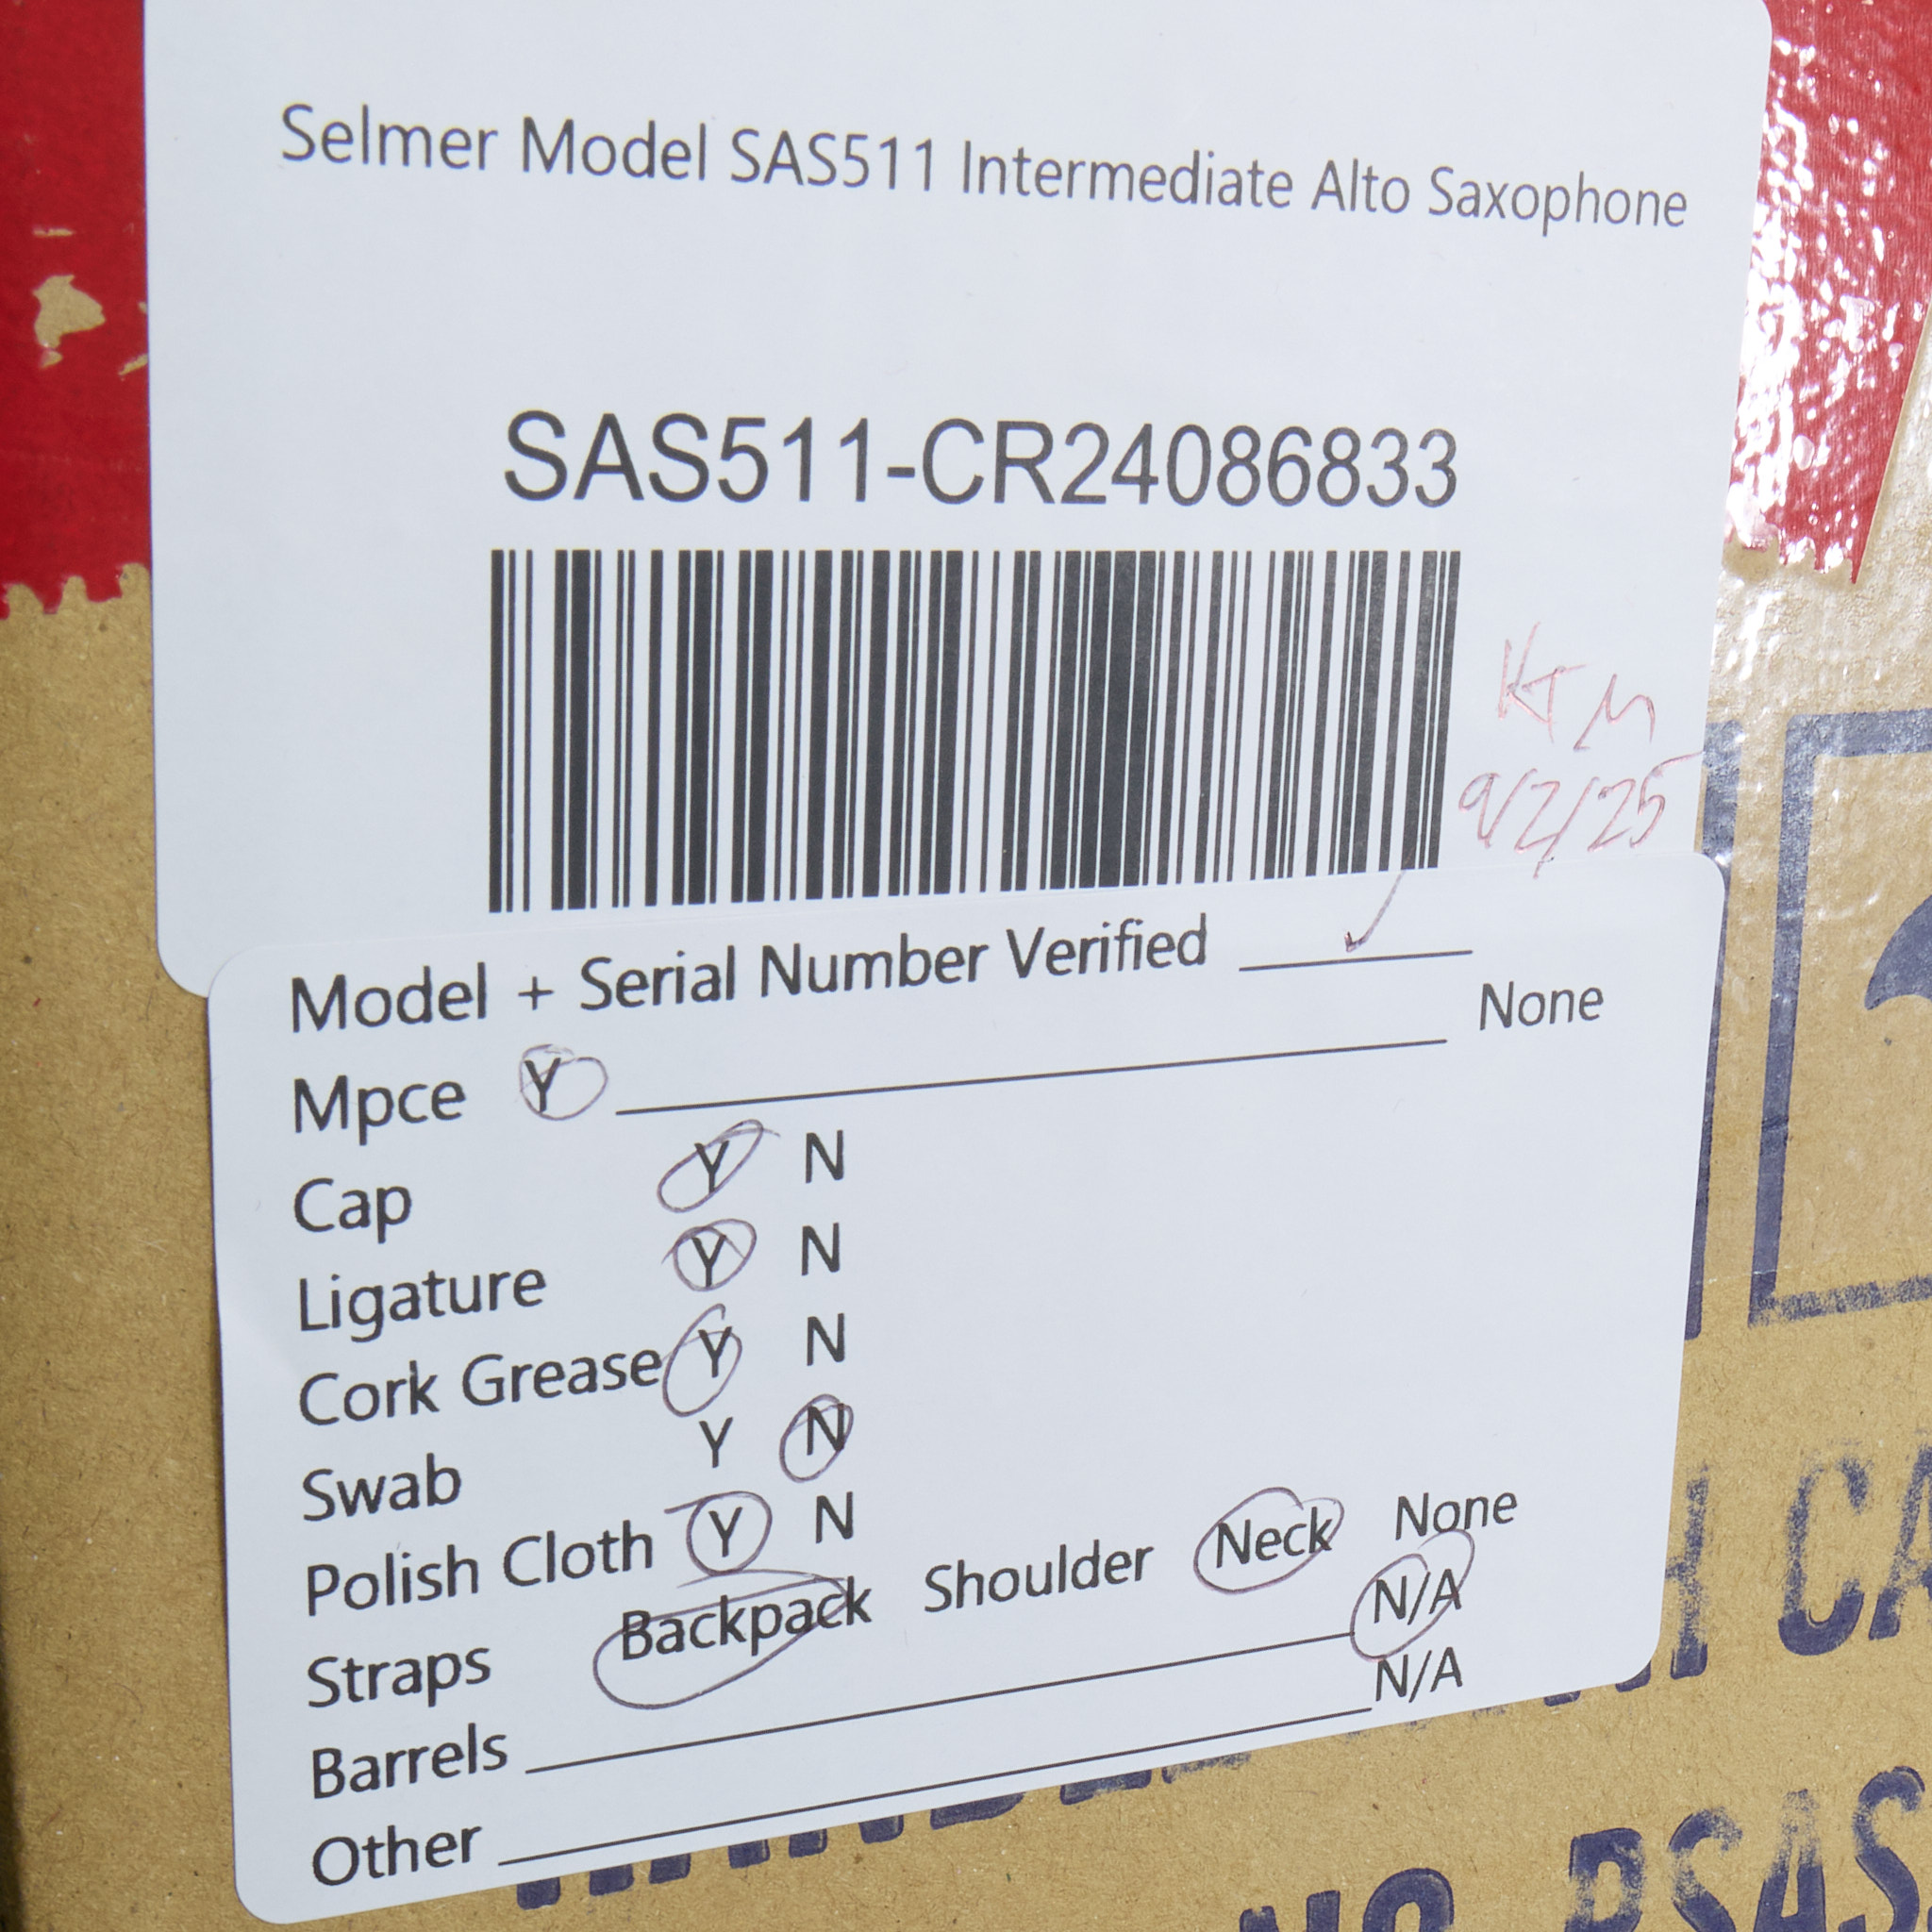 Selmer Model SAS511 Intermediate Alto Saxophone
SAS511-CR24086833
KTM
9/2/25
Model + Serial Number Verified ✓
Mpce Y None
Cap Y N
Ligature Y N
Cork Grease Y N
Swab Y N
Polish Cloth Y N
Straps Backpack Shoulder Neck None
Barrels N/A
Other N/A